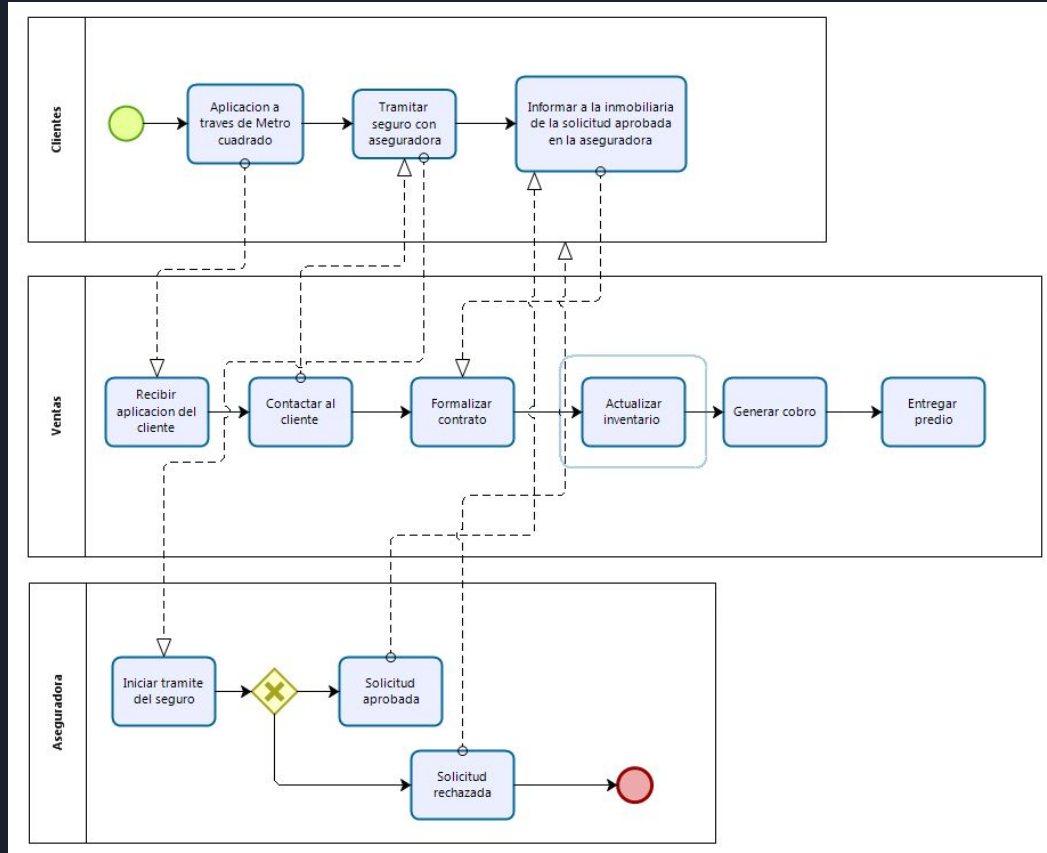 Clientes
Aplicacion a
traves de Metro
cuadrado
Tramitar
seguro con
aseguradora
Informar a la inmobiliaria
de la solicitud aprobada
en la aseguradora
Ventas
Recibir
aplicacion del
cliente
Contactar al
cliente
Formalizar
contrato
Actualizar
inventario
Generar cobro
Entregar
predio
Aseguradora
Iniciar tramite
del seguro
Solicitud
aprobada
Solicitud
rechazada